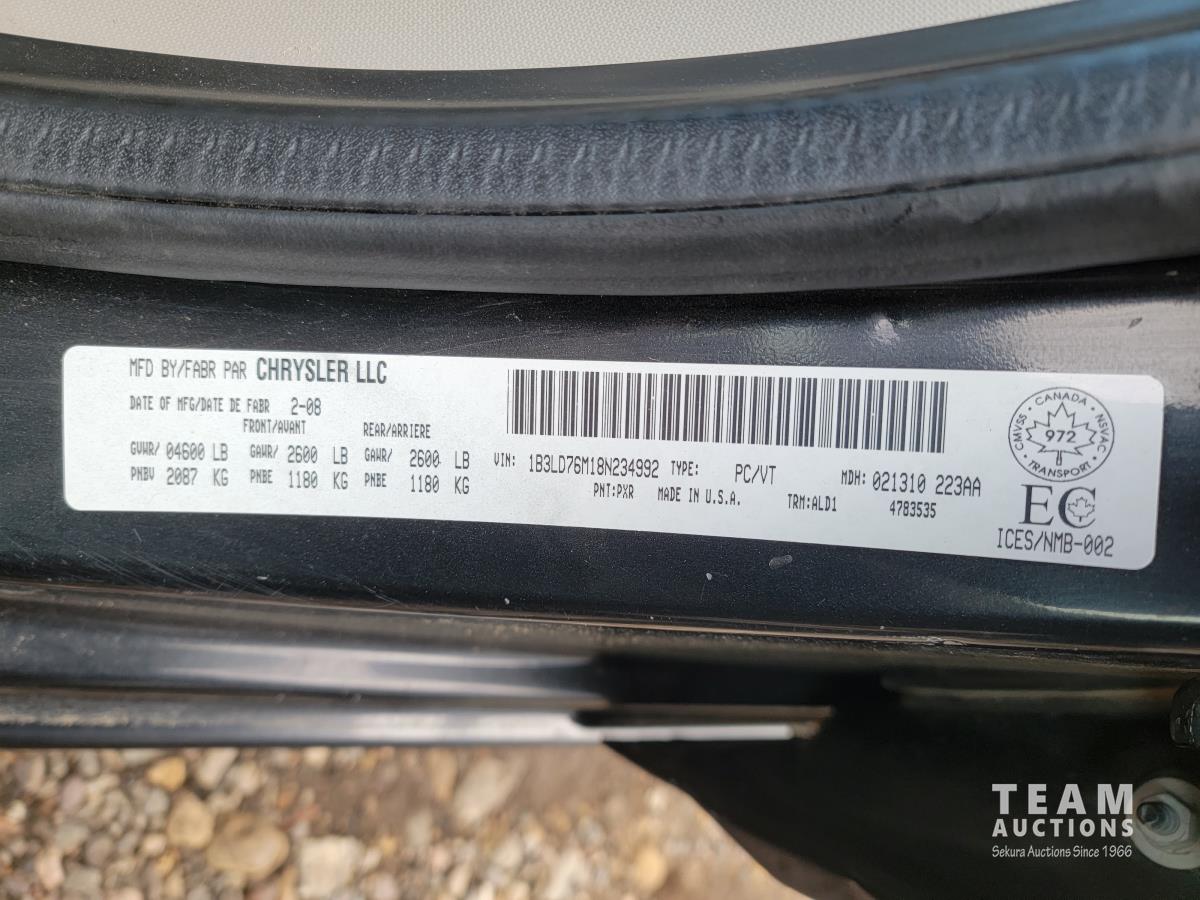 MFD BY/FABR PAR CHRYSLER LLC
DATE OF MFG/DATE DE FABR 2-08
FRONT/AVANT REAR/ARRIERE
GVWR/ 04600 LB GAWR/ 2600 LB GAWR/ 2600 LB
PNBV 2087 KG PNBE 1180 KG PNBE 1180 KG
VIN: 1B3LD76M18N234992 TYPE: PC/VT MDH: 021310 223AA
PNT:PXR MADE IN U.S.A. TRM:ALD1 4783535
CMVSS · CANADA · NSVAC
972
TRANSPORT
EC
ICES/NMB-002
TEAM
AUCTIONS
Sekura Auctions Since 1966